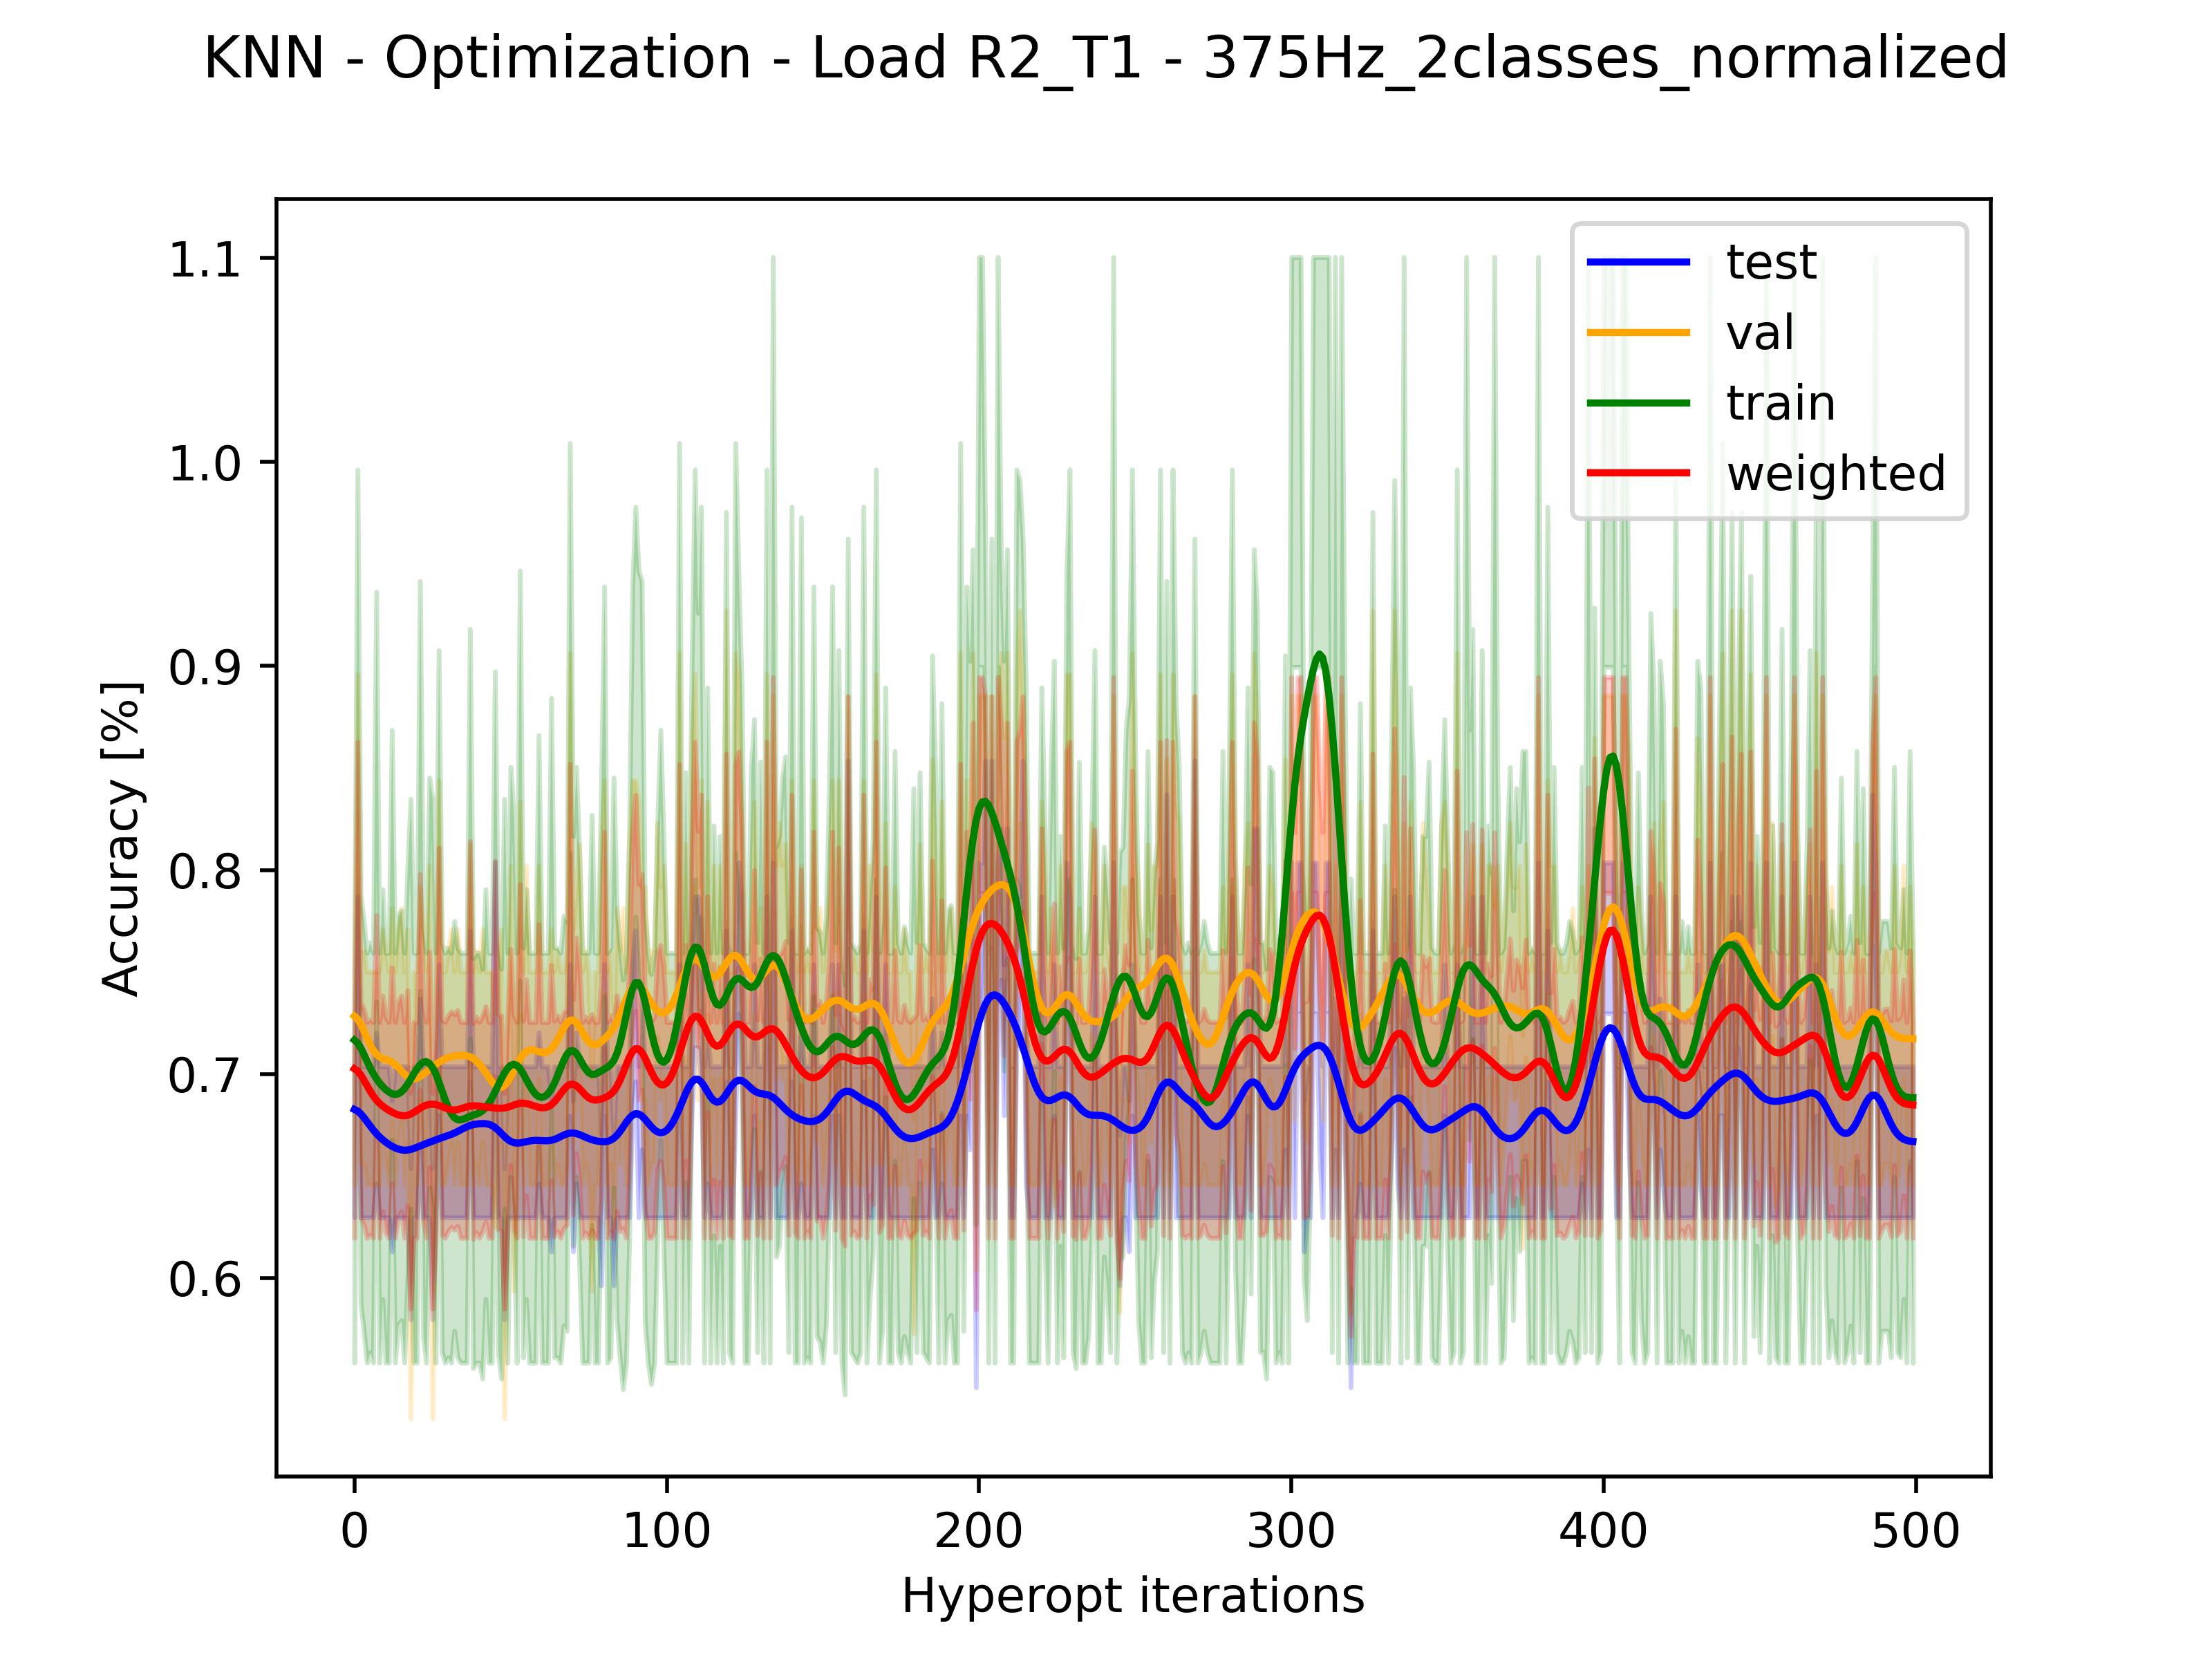 KNN - Optimization - Load R2_T1 - 375Hz_2classes_normalized
1.1
1.0
0.9
0.8
0.7
0.6
Accuracy [%]
test
val
train
weighted
0 100 200 300 400 500
Hyperopt iterations